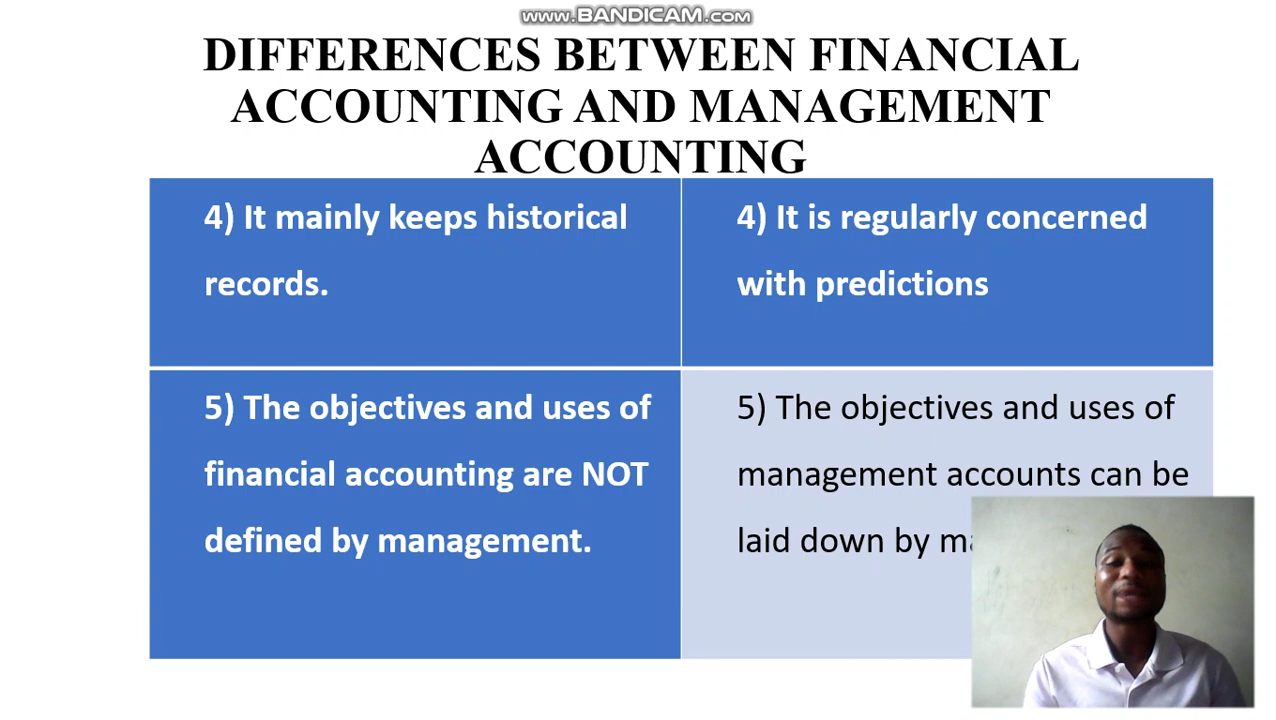 www.BANDICAM.com
DIFFERENCES BETWEEN FINANCIAL
ACCOUNTING AND MANAGEMENT
ACCOUNTING
4) It mainly keeps historical
records.
4) It is regularly concerned
with predictions
5) The objectives and uses of
financial accounting are NOT
defined by management.
5) The objectives and uses of
management accounts can be
laid down by